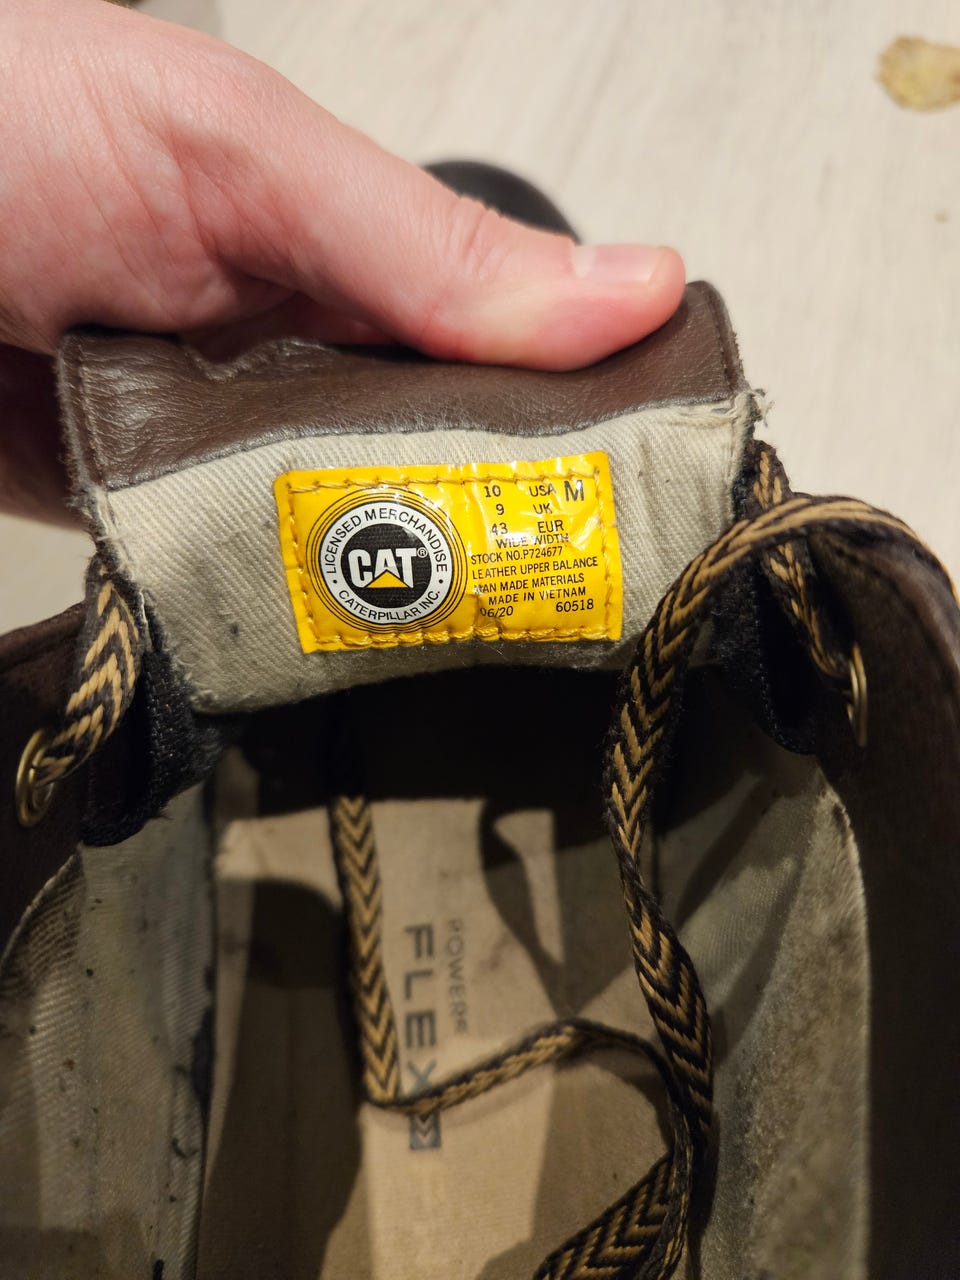 LICENSED MERCHANDISE
CAT®
CATERPILLAR INC.
10 USA M
9 UK
43 EUR
WIDE WIDTH
STOCK NO.P724677
LEATHER UPPER BALANCE
MAN MADE MATERIALS
MADE IN VIETNAM
06/20 60518
POWERE
FLEX